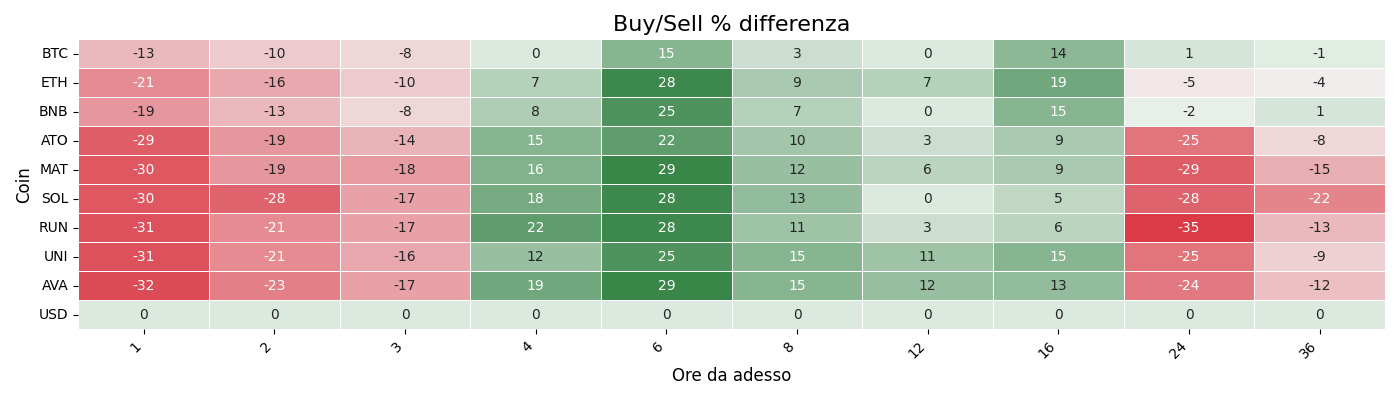 Buy/Sell % differenza
Coin
BTC -13 -10 -8 0 15 3 0 14 1 -1
ETH -21 -16 -10 7 28 9 7 19 -5 -4
BNB -19 -13 -8 8 25 7 0 15 -2 1
ATO -29 -19 -14 15 22 10 3 9 -25 -8
MAT -30 -19 -18 16 29 12 6 9 -29 -15
SOL -30 -28 -17 18 28 13 0 5 -28 -22
RUN -31 -21 -17 22 28 11 3 6 -35 -13
UNI -31 -21 -16 12 25 15 11 15 -25 -9
AVA -32 -23 -17 19 29 15 12 13 -24 -12
USD 0 0 0 0 0 0 0 0 0 0
1 2 3 4 6 8 12 16 24 36
Ore da adesso